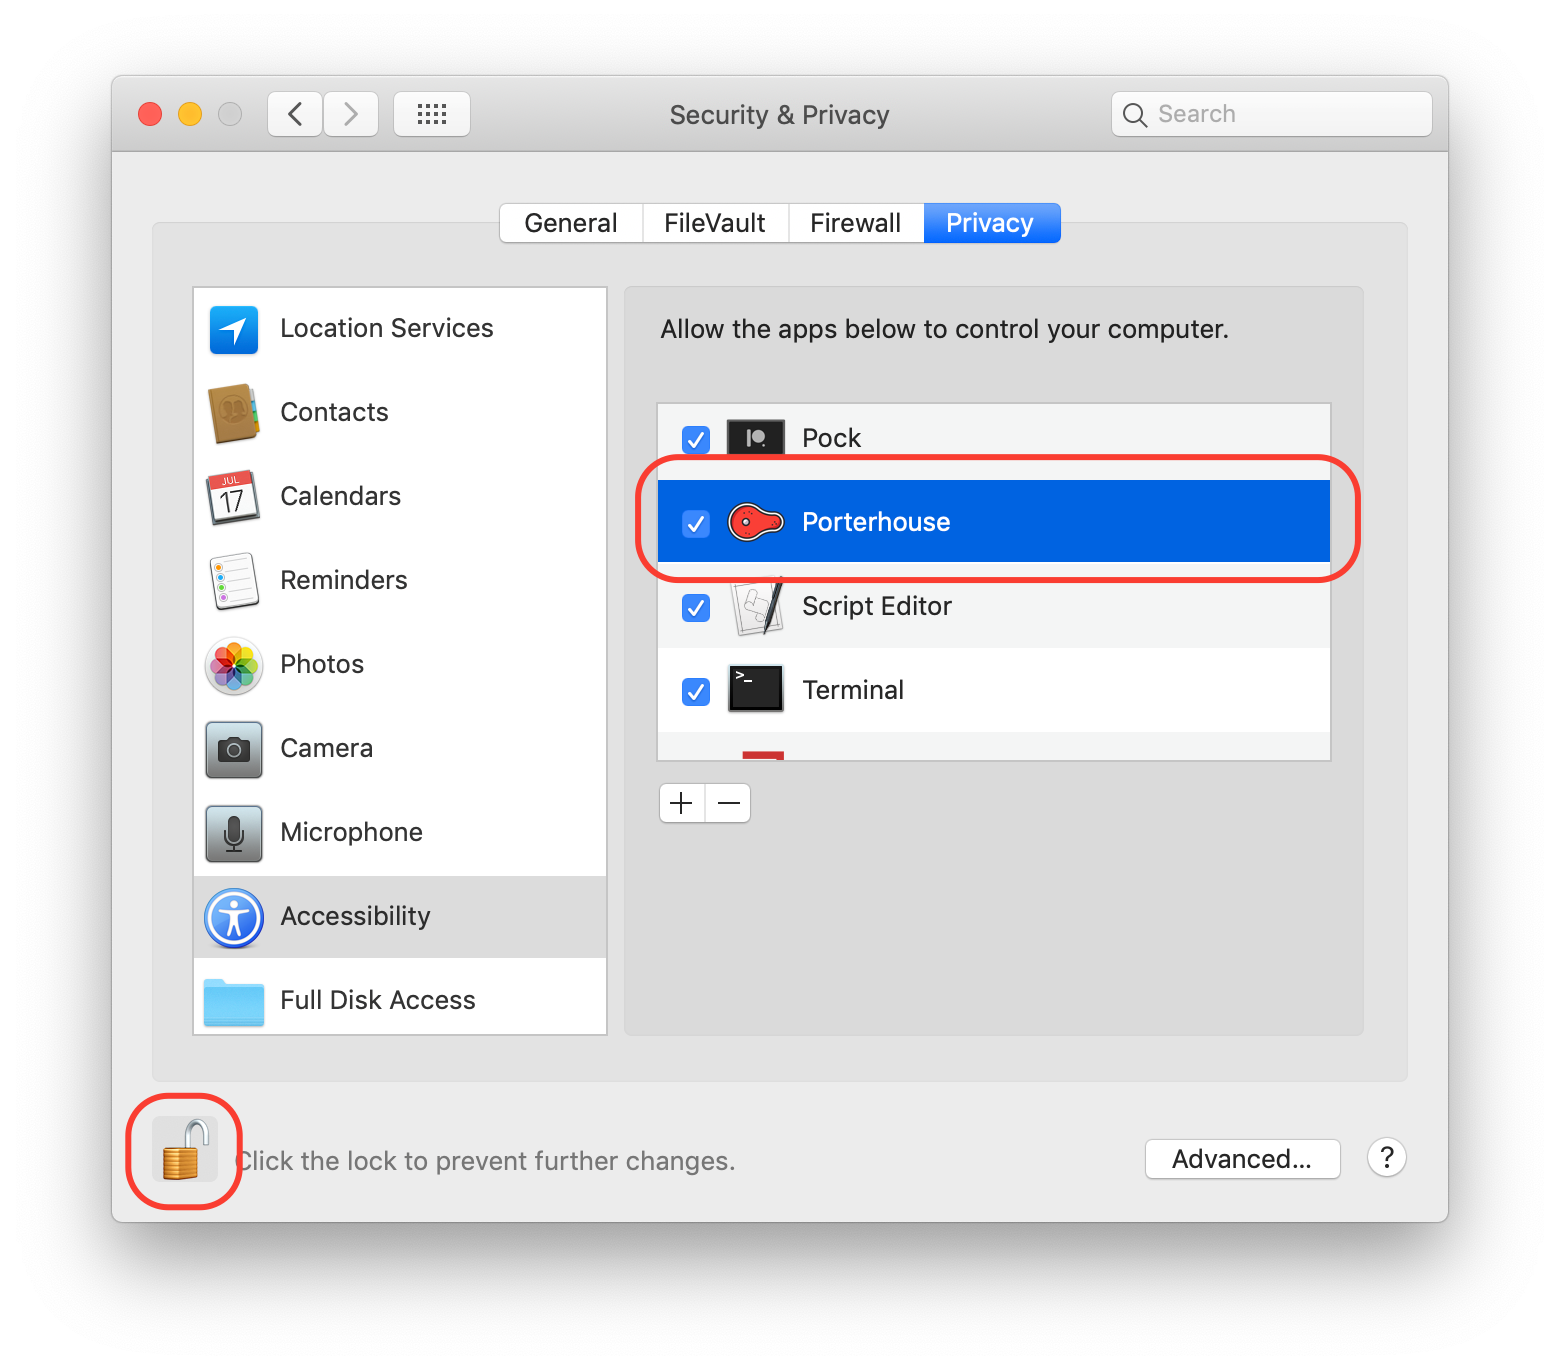 Security & Privacy
Search
General
FileVault
Firewall
Privacy
Location Services
Contacts
JUL
17
Calendars
Reminders
Photos
Camera
Microphone
Accessibility
Full Disk Access
Allow the apps below to control your computer.
Pock
Porterhouse
Script Editor
>_
Terminal
Click the lock to prevent further changes.
Advanced...
?